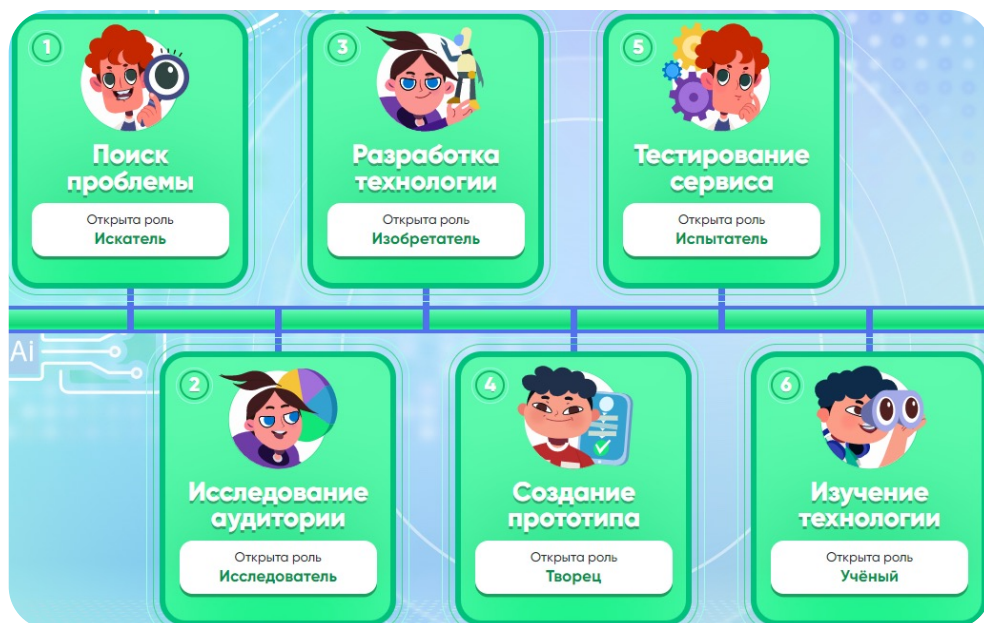 1
Поиск
проблемы
Открыта роль
Искатель
3
Разработка
технологии
Открыта роль
Изобретатель
5
Тестирование
сервиса
Открыта роль
Испытатель
Ai
2
Исследование
аудитории
Открыта роль
Исследователь
4
Создание
прототипа
Открыта роль
Творец
6
Изучение
технологии
Открыта роль
Учёный